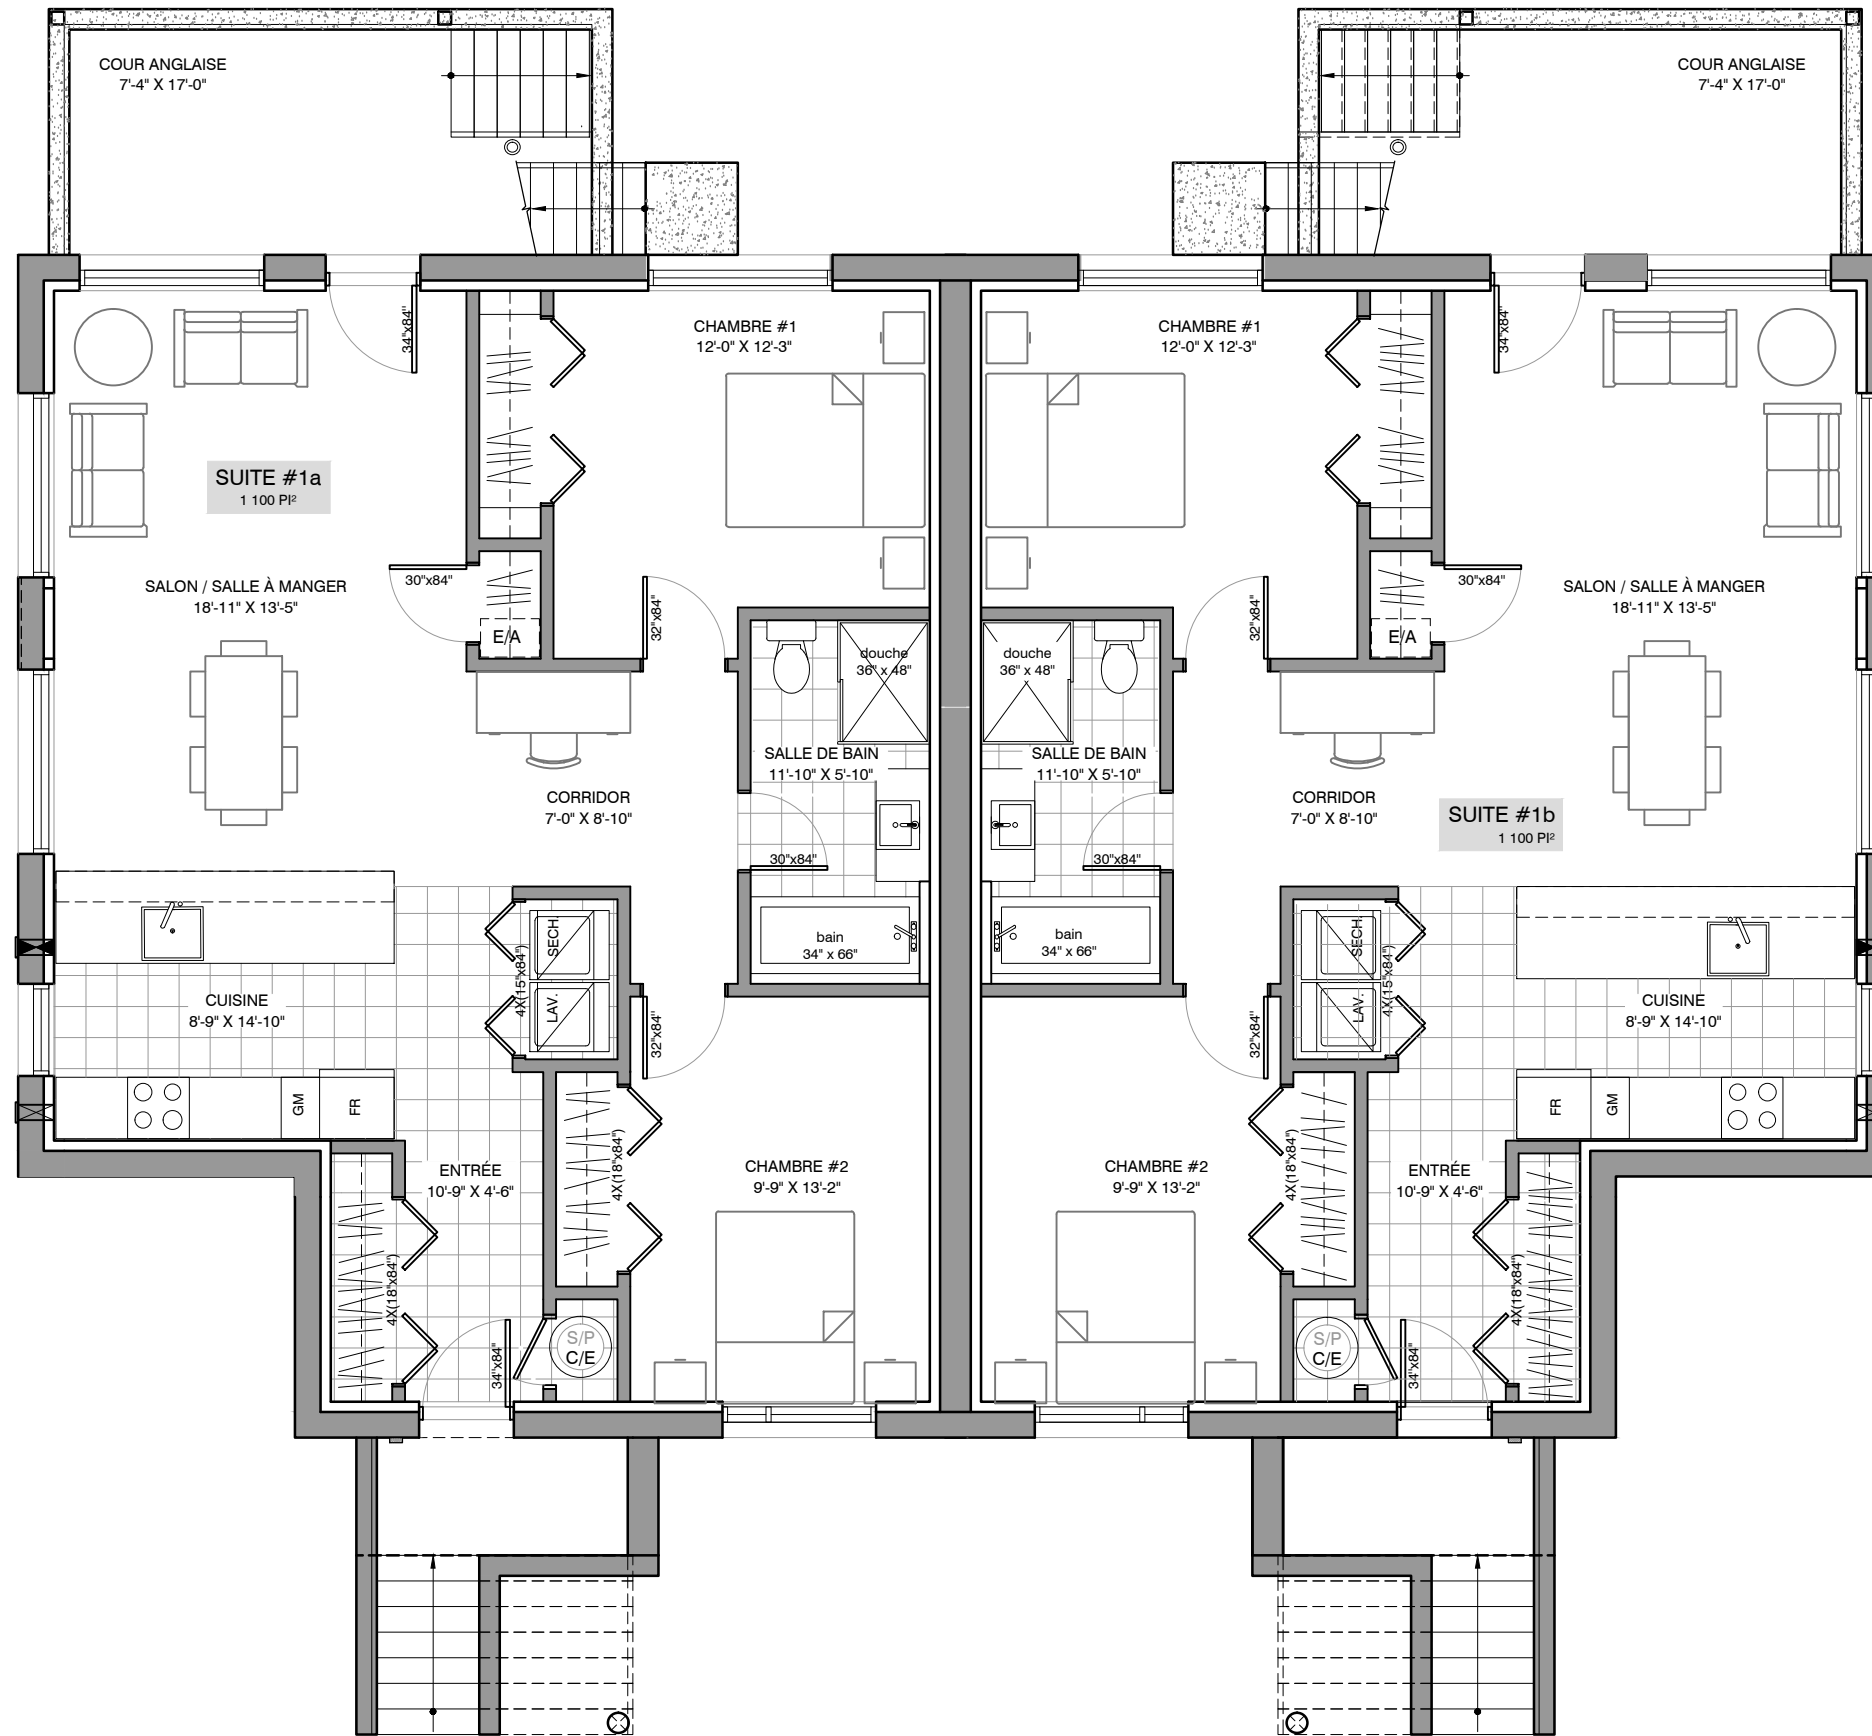 COUR ANGLAISE
7'-4" X 17'-0"
COUR ANGLAISE
7'-4" X 17'-0"
34"x84"
CHAMBRE #1
12'-0" X 12'-3"
CHAMBRE #1
12'-0" X 12'-3"
34"x84"
SUITE #1a
1 100 PI²
SALON / SALLE À MANGER
18'-11" X 13'-5"
30"x84"
E/A
32"x84"
douche
36" x 48"
douche
36" x 48"
32"x84"
E/A
30"x84"
SALON / SALLE À MANGER
18'-11" X 13'-5"
SALLE DE BAIN
11'-10" X 5'-10"
SALLE DE BAIN
11'-10" X 5'-10"
CORRIDOR
7'-0" X 8'-10"
CORRIDOR
7'-0" X 8'-10"
SUITE #1b
1 100 PI²
30"x84"
30"x84"
SECH.
LAV.
4X(15"x84")
bain
34" x 66"
bain
34" x 66"
SECH.
LAV.
4X(15"x84")
CUISINE
8'-9" X 14'-10"
CUISINE
8'-9" X 14'-10"
32"x84"
32"x84"
GM
FR
FR
GM
ENTRÉE
10'-9" X 4'-6"
4X(18"x84")
CHAMBRE #2
9'-9" X 13'-2"
CHAMBRE #2
9'-9" X 13'-2"
4X(18"x84")
ENTRÉE
10'-9" X 4'-6"
4X(18"x84")
4X(18"x84")
34"x84"
S/P
C/E
S/P
C/E
34"x84"